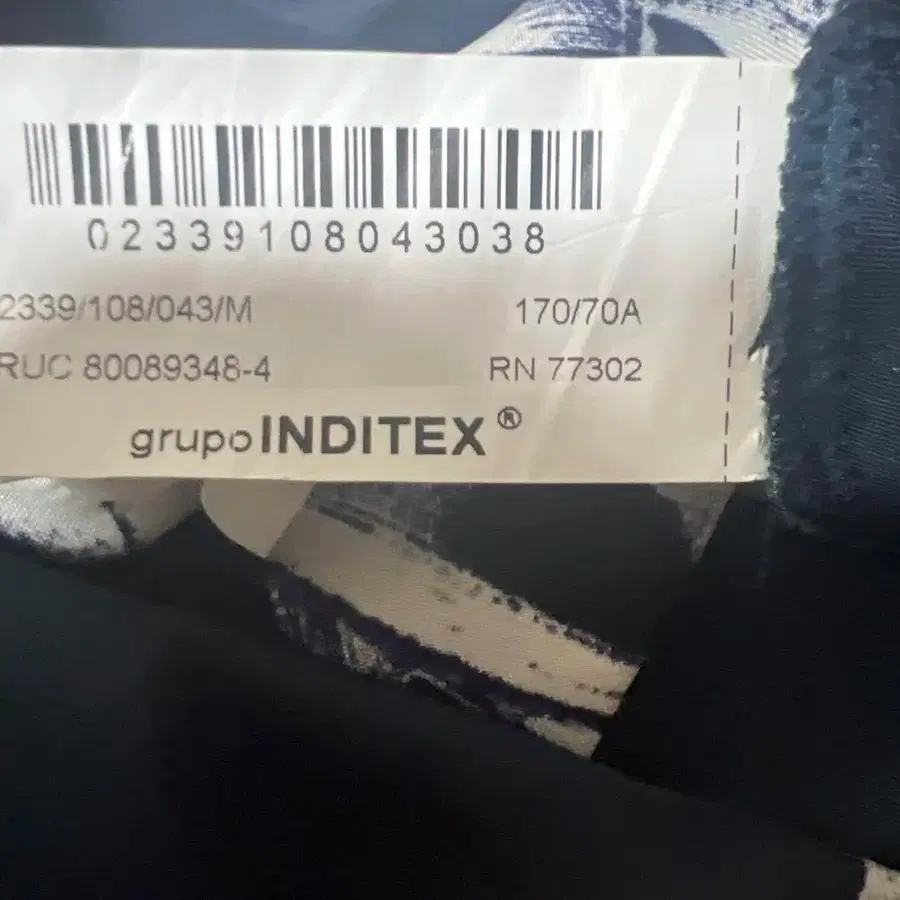 02339108043038
2339/108/043/M 170/70A
RUC 80089348-4 RN 77302
grupo INDITEX®